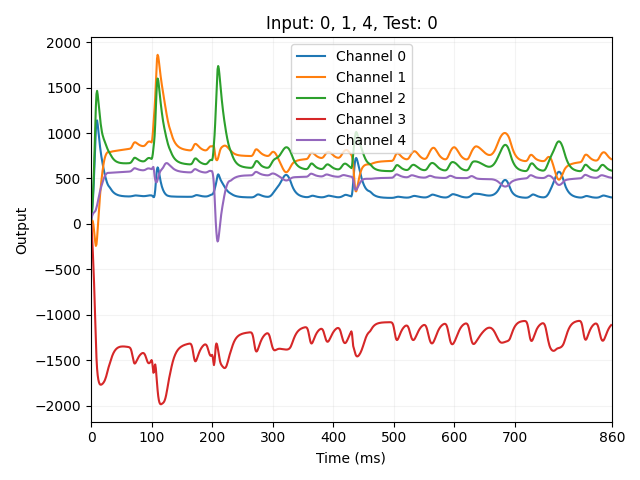 Input: 0, 1, 4, Test: 0
Channel 0
Channel 1
Channel 2
Channel 3
Channel 4
2000
1500
1000
500
0
−500
−1000
−1500
−2000
Output
0 100 200 300 400 500 600 700 860
Time (ms)